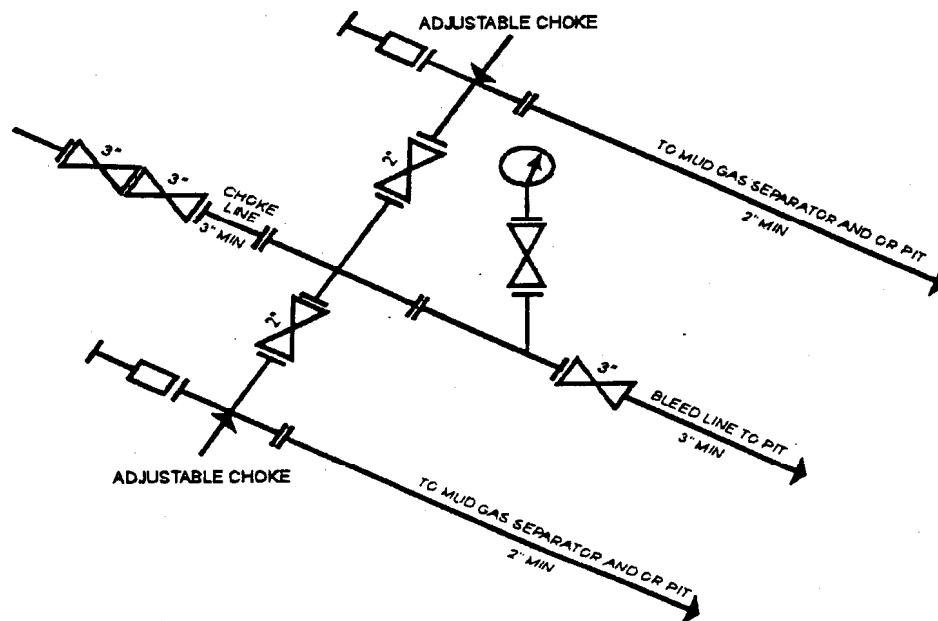 ADJUSTABLE CHOKE
TO MUD GAS SEPARATOR AND OR PIT
2" MIN
3"
3"
CHOKE
LINE
3" MIN
2"
2"
3"
BLEED LINE TO PIT
3" MIN
ADJUSTABLE CHOKE
TO MUD GAS SEPARATOR AND OR PIT
2" MIN